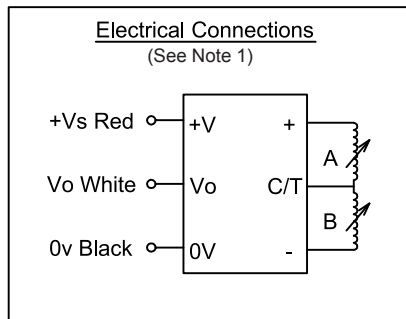 Electrical Connections
(See Note 1)
+Vs Red +V +
A
Vo White Vo C/T
B
0v Black 0V -